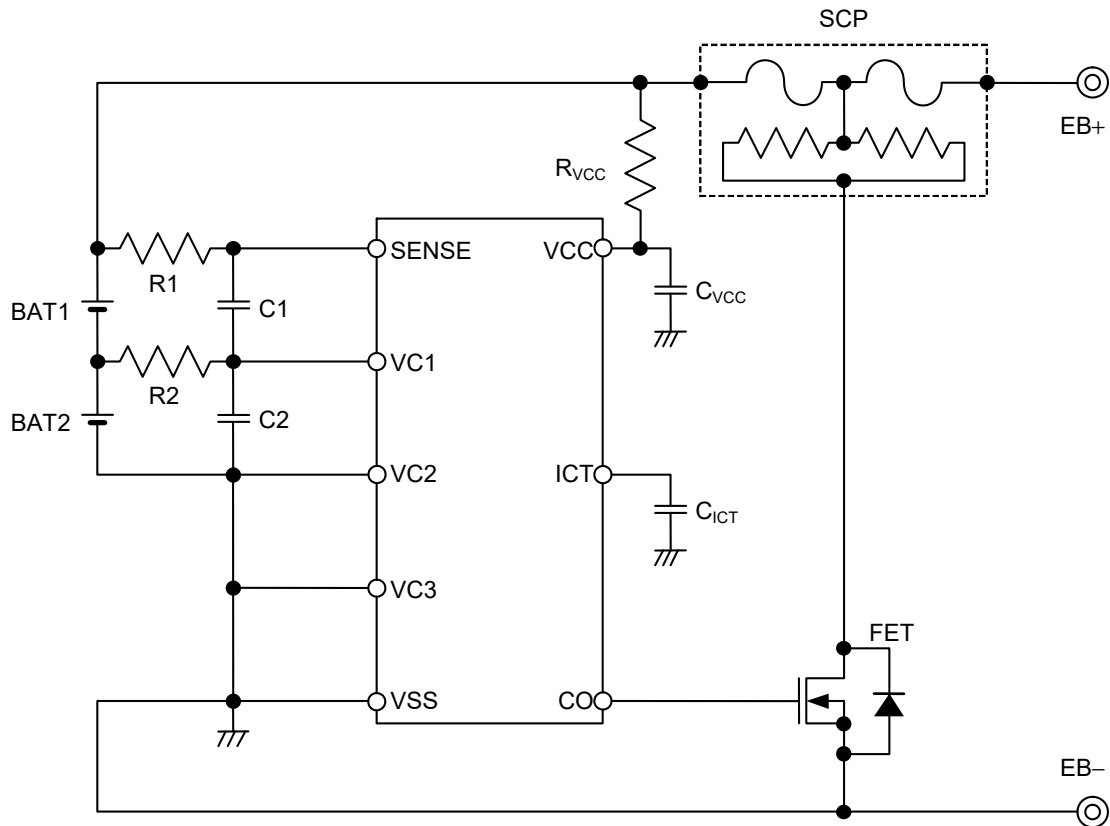 SCP
EB+
RVCC
SENSE
VCC
R1
BAT1
C1
CVCC
VC1
R2
BAT2
C2
VC2
ICT
CICT
VC3
FET
VSS
CO
EB−